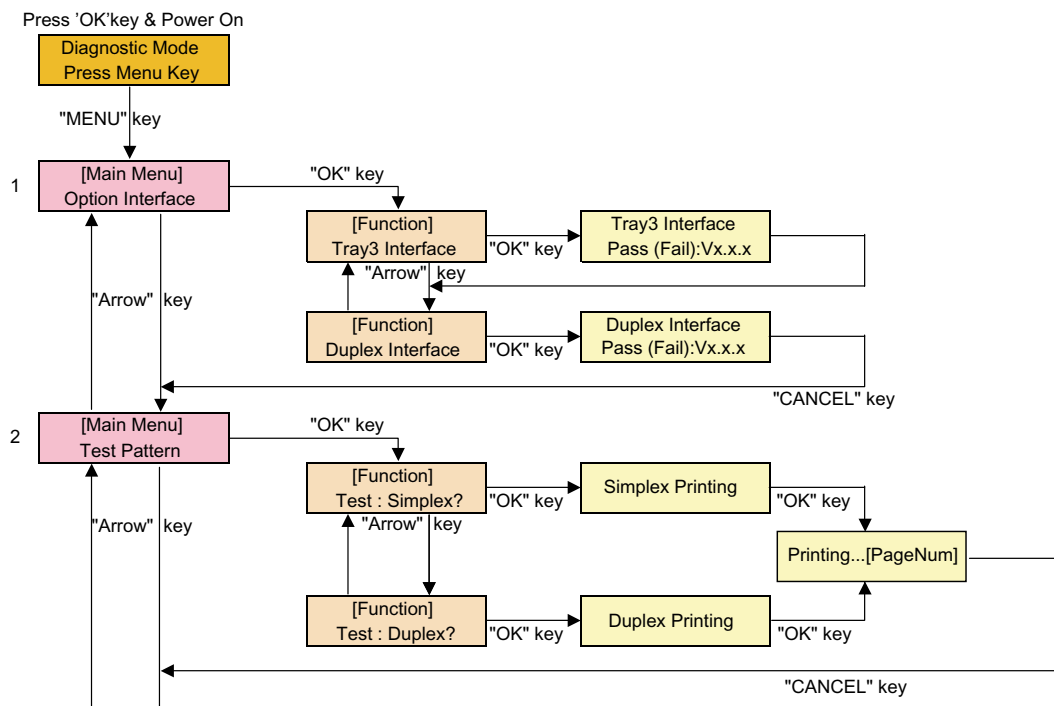 Press 'OK'key & Power On
Diagnostic Mode
Press Menu Key
"MENU" key
1
[Main Menu]
Option Interface
"OK" key
[Function]
Tray3 Interface
"OK" key
Tray3 Interface
Pass (Fail):Vx.x.x
"Arrow" key
"Arrow" key
[Function]
Duplex Interface
"OK" key
Duplex Interface
Pass (Fail):Vx.x.x
"CANCEL" key
2
[Main Menu]
Test Pattern
"OK" key
[Function]
Test : Simplex?
"OK" key
Simplex Printing
"OK" key
"Arrow" key
"Arrow" key
Printing...[PageNum]
[Function]
Test : Duplex?
"OK" key
Duplex Printing
"OK" key
"CANCEL" key